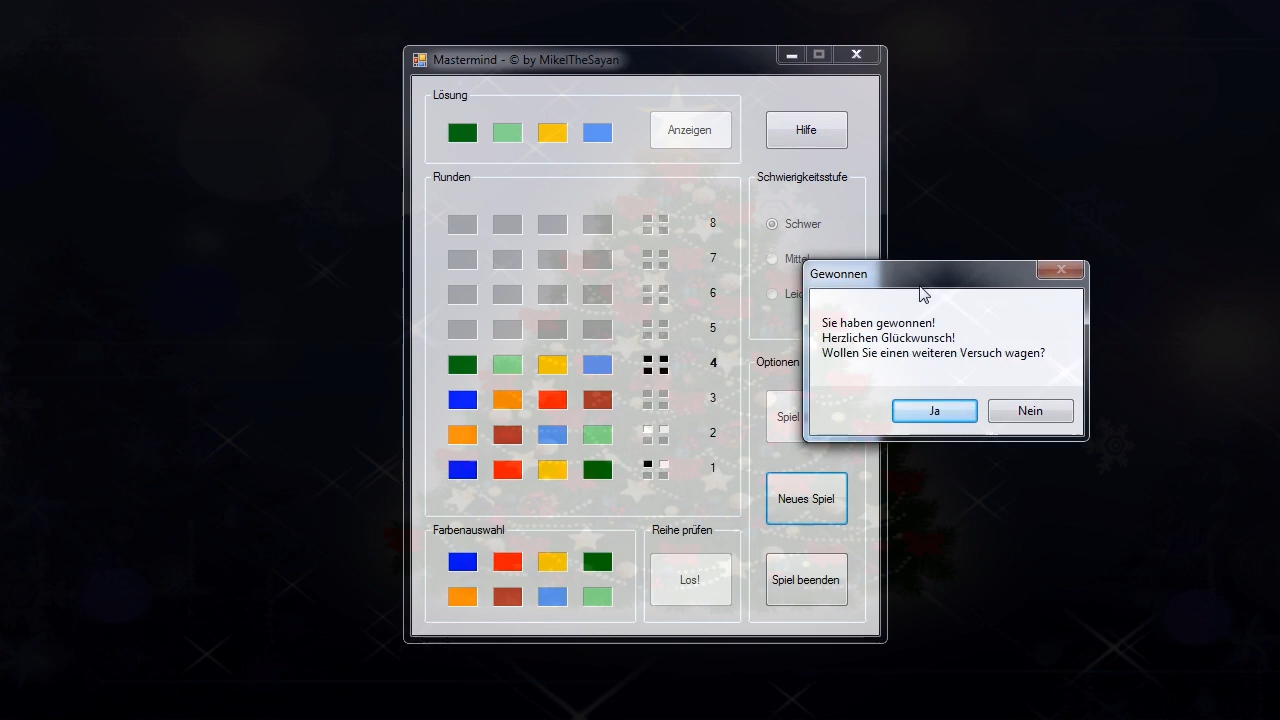 Mastermind - © by MikelTheSayan
Lösung
Anzeigen
Hilfe
Runden
8
7
6
5
4
3
2
1
Schwierigkeitsstufe
Schwer
Mittel
Gewonnen
Sie haben gewonnen!
Herzlichen Glückwunsch!
Wollen Sie einen weiteren Versuch wagen?
Ja
Nein
Optionen
Spiel
Neues Spiel
Spiel beenden
Farbenauswahl
Reihe prüfen
Los!